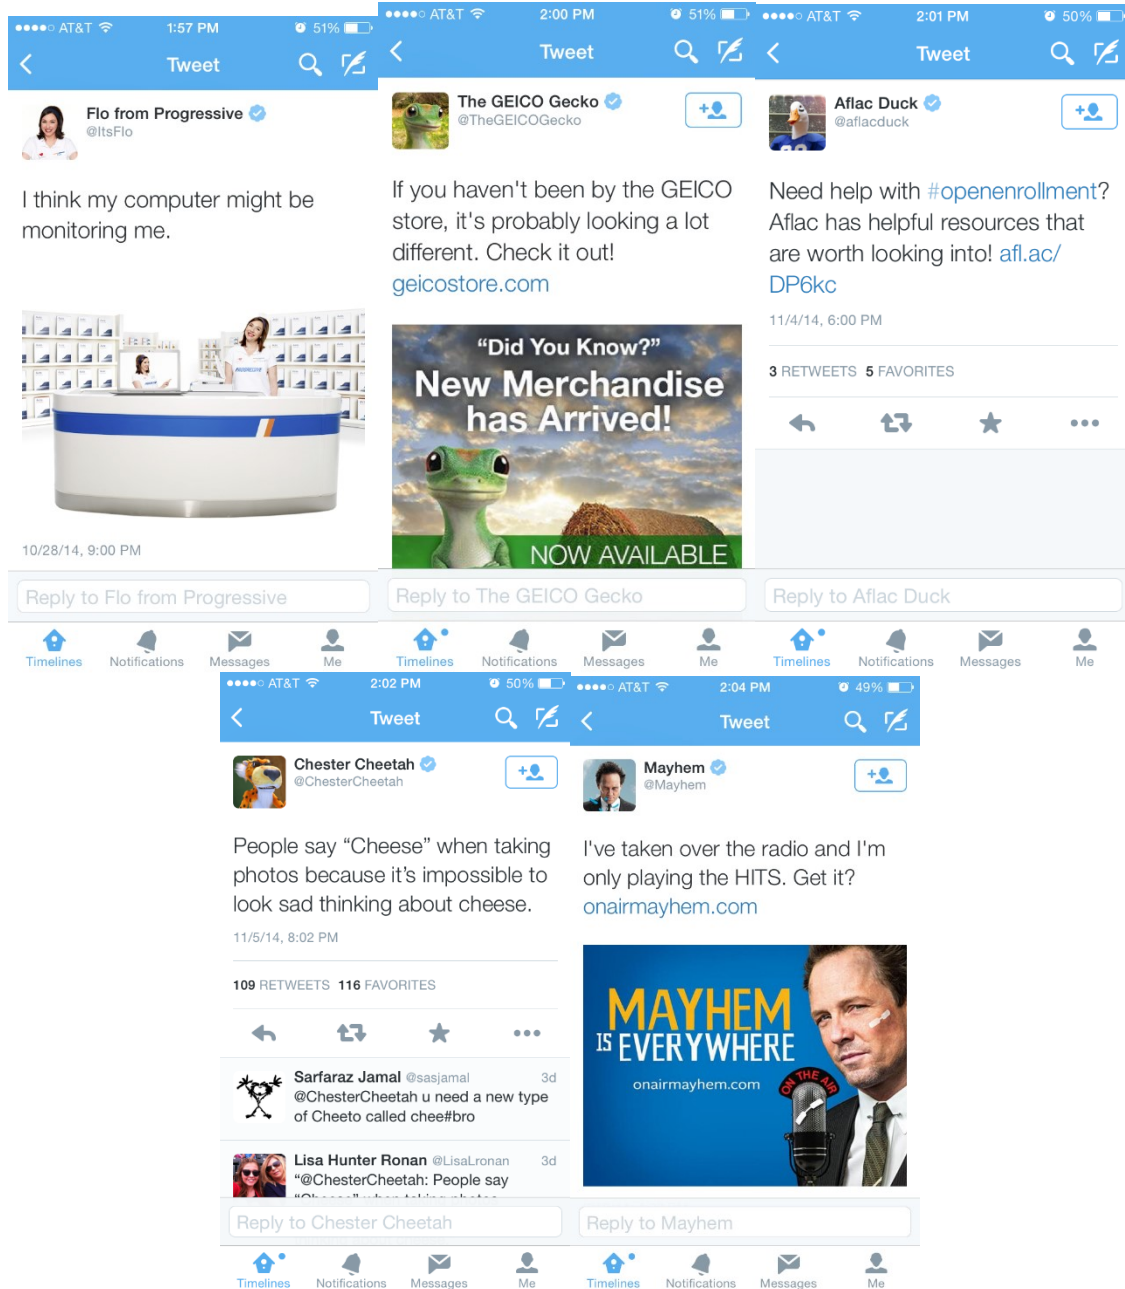 AT&T 1:57 PM 51%
Tweet
Flo from Progressive
@ItsFlo
I think my computer might be
monitoring me.
10/28/14, 9:00 PM
Reply to Flo from Progressive
Timelines Notifications Messages Me
AT&T 2:00 PM 51%
Tweet
The GEICO Gecko
@TheGEICOGecko
If you haven't been by the GEICO
store, it's probably looking a lot
different. Check it out!
geicostore.com
“Did You Know?”
New Merchandise
has Arrived!
NOW AVAILABLE
Reply to The GEICO Gecko
Timelines Notifications Messages Me
AT&T 2:01 PM 50%
Tweet
Aflac Duck
@aflacduck
Need help with #openenrollment?
Aflac has helpful resources that
are worth looking into! afl.ac/
DP6kc
11/4/14, 6:00 PM
3 RETWEETS 5 FAVORITES
Reply to Aflac Duck
Timelines Notifications Messages Me
AT&T 2:02 PM 50%
Tweet
Chester Cheetah
@ChesterCheetah
People say “Cheese” when taking
photos because it’s impossible to
look sad thinking about cheese.
11/5/14, 8:02 PM
109 RETWEETS 116 FAVORITES
Sarfaraz Jamal @sasjamal 3d
@ChesterCheetah u need a new type
of Cheeto called chee#bro
Lisa Hunter Ronan @LisaLronan 3d
“@ChesterCheetah: People say
Reply to Chester Cheetah
Timelines Notifications Messages Me
AT&T 2:04 PM 49%
Tweet
Mayhem
@Mayhem
I've taken over the radio and I'm
only playing the HITS. Get it?
onairmayhem.com
MAYHEM
IS EVERYWHERE
onairmayhem.com
ON THE AIR
Reply to Mayhem
Timelines Notifications Messages Me